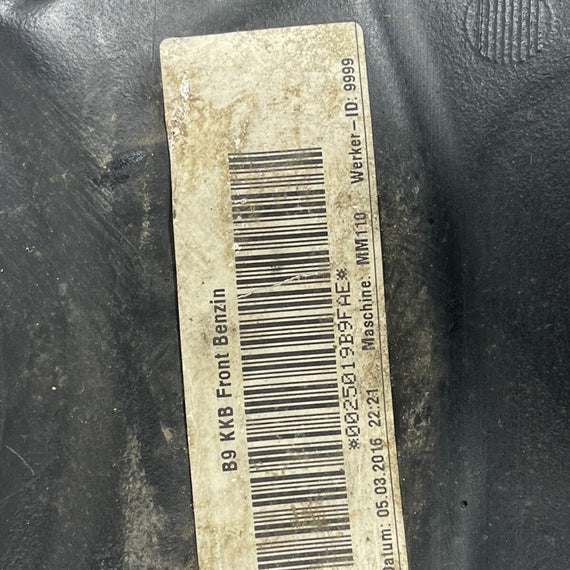 B9 KKB Front Benzin
*0025019B9FAE*
Datum: 05.03.2016 22:21 Maschine. MM110 Werker-ID: 9999